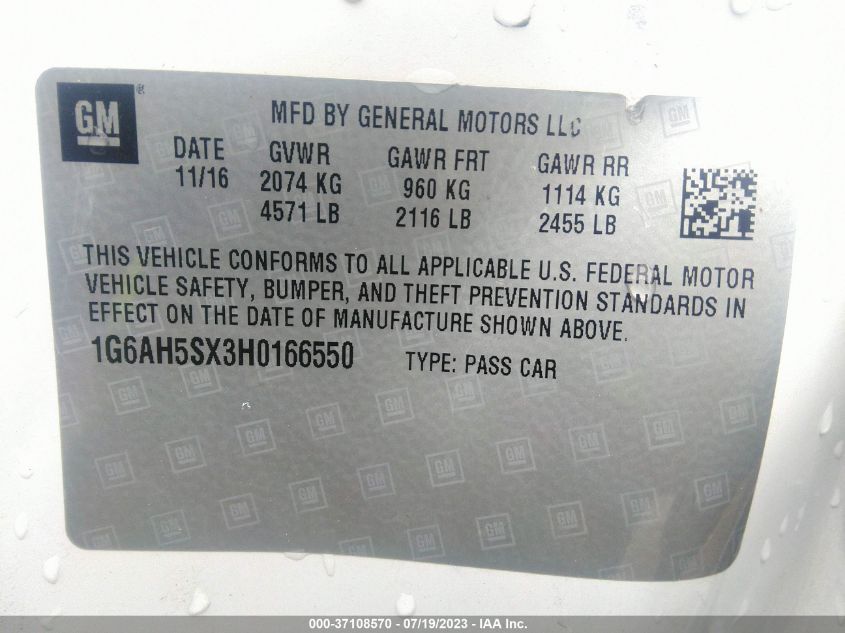 GM ®
MFD BY GENERAL MOTORS LLC
DATE GVWR GAWR FRT GAWR RR
11/16 2074 KG 960 KG 1114 KG
4571 LB 2116 LB 2455 LB
THIS VEHICLE CONFORMS TO ALL APPLICABLE U.S. FEDERAL MOTOR
VEHICLE SAFETY, BUMPER, AND THEFT PREVENTION STANDARDS IN
EFFECT ON THE DATE OF MANUFACTURE SHOWN ABOVE.
1G6AH5SX3H0166550 TYPE: PASS CAR
000-37108570 - 07/19/2023 - IAA Inc.